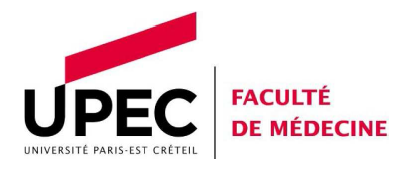 UPEC
UNIVERSITÉ PARIS-EST CRÉTEIL
FACULTÉ
DE MÉDECINE